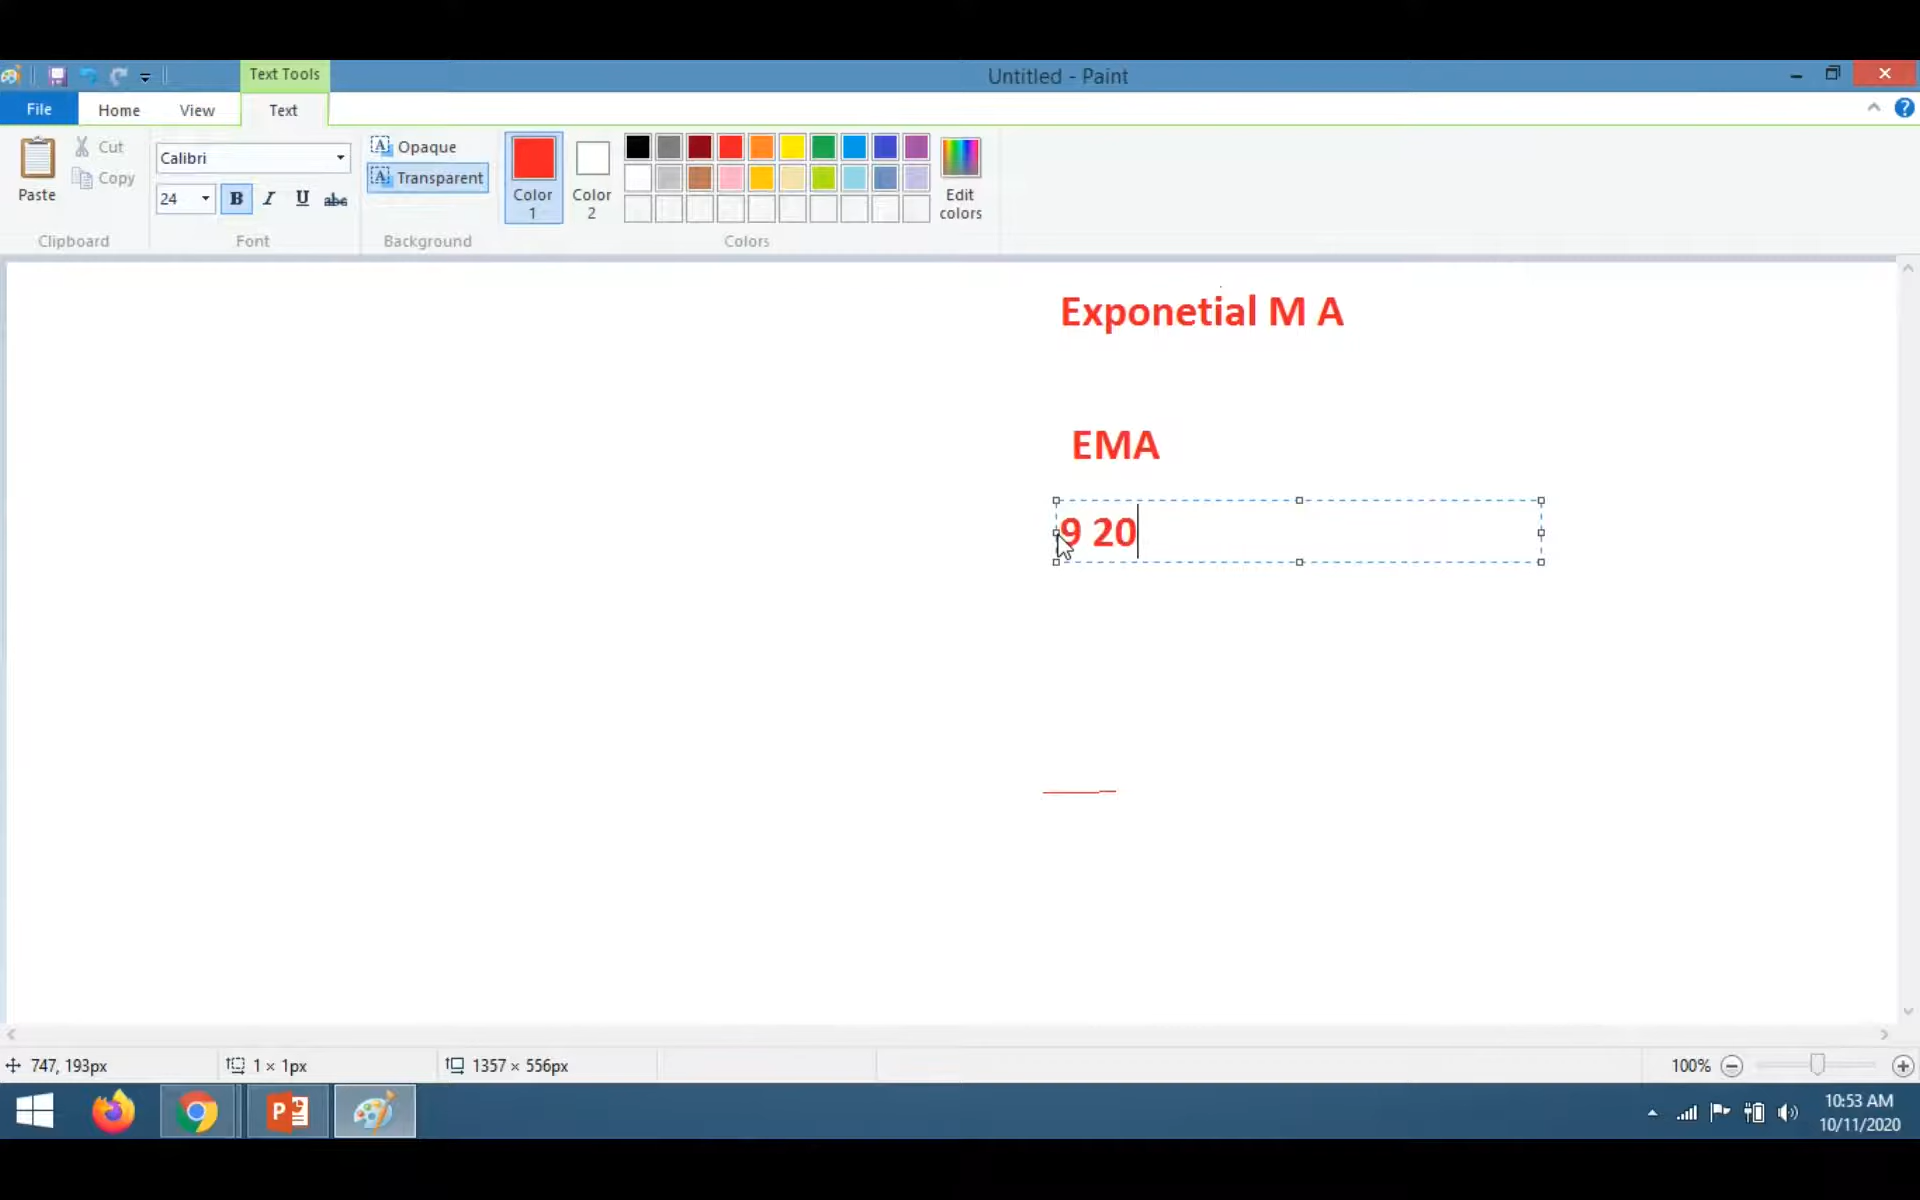 Text Tools
Untitled - Paint
File Home View Text
Paste
Cut
Copy
Clipboard
Calibri
24 B I U abc
Font
Opaque
Transparent
Background
Color 1
Color 2
Edit colors
Colors
Exponetial M A
EMA
9 20
747, 193px
1 × 1px
1357 × 556px
100%
10:53 AM
10/11/2020